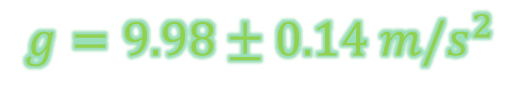 g = 9.98 ± 0.14 m/s²